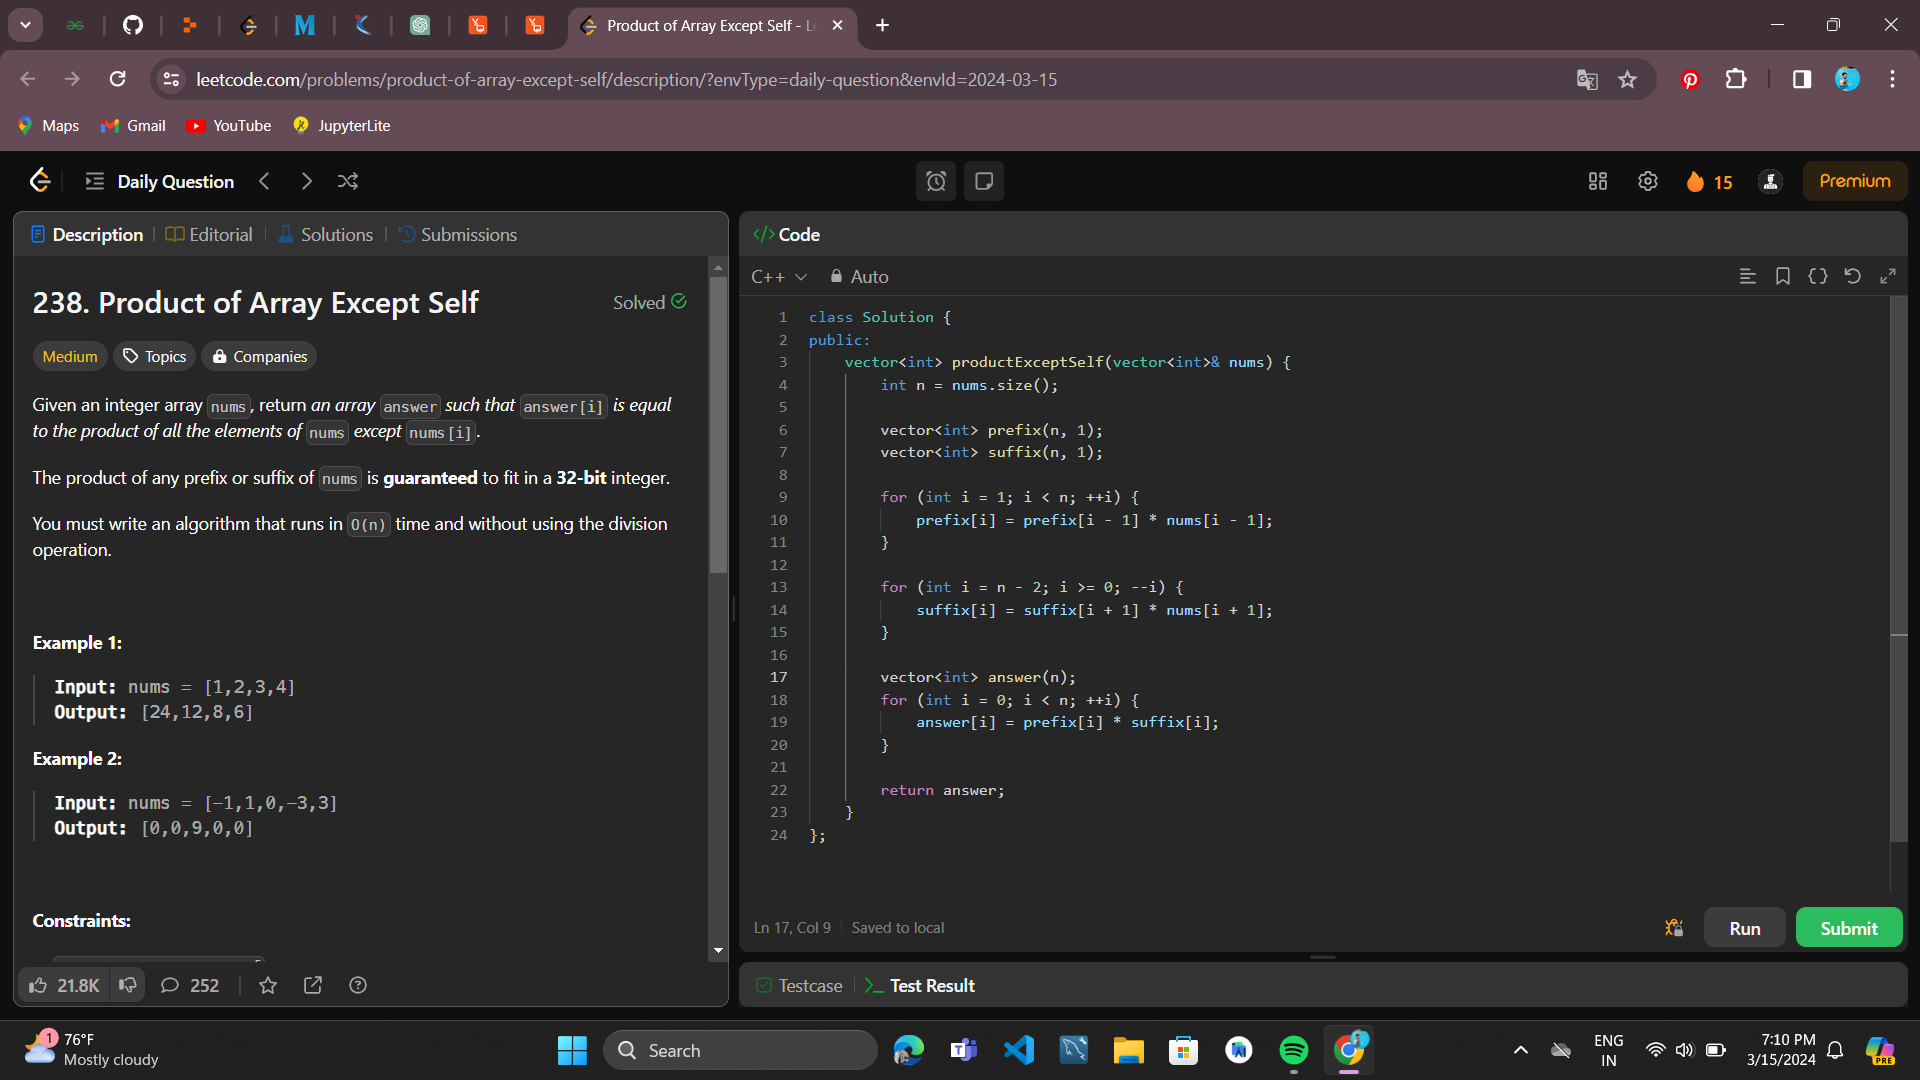 Product of Array Except Self - L
leetcode.com/problems/product-of-array-except-self/description/?envType=daily-question&envId=2024-03-15
Maps Gmail YouTube JupyterLite
Daily Question 15 Premium
Description Editorial Solutions Submissions
238. Product of Array Except Self Solved
Medium Topics Companies
Given an integer array nums, return an array answer such that answer[i] is equal
to the product of all the elements of nums except nums[i].
The product of any prefix or suffix of nums is guaranteed to fit in a 32-bit integer.
You must write an algorithm that runs in O(n) time and without using the division
operation.
Example 1:
Input: nums = [1,2,3,4]
Output: [24,12,8,6]
Example 2:
Input: nums = [-1,1,0,-3,3]
Output: [0,0,9,0,0]
Constraints:
21.8K 252
</> Code
C++ Auto
1 class Solution {
2 public:
3 vector<int> productExceptSelf(vector<int>& nums) {
4 int n = nums.size();
5
6 vector<int> prefix(n, 1);
7 vector<int> suffix(n, 1);
8
9 for (int i = 1; i < n; ++i) {
10 prefix[i] = prefix[i - 1] * nums[i - 1];
11 }
12
13 for (int i = n - 2; i >= 0; --i) {
14 suffix[i] = suffix[i + 1] * nums[i + 1];
15 }
16
17 vector<int> answer(n);
18 for (int i = 0; i < n; ++i) {
19 answer[i] = prefix[i] * suffix[i];
20 }
21
22 return answer;
23 }
24 };
Ln 17, Col 9 Saved to local Run Submit
Testcase Test Result
1 76°F
Mostly cloudy
Search
ENG
IN
7:10 PM
3/15/2024
PRE